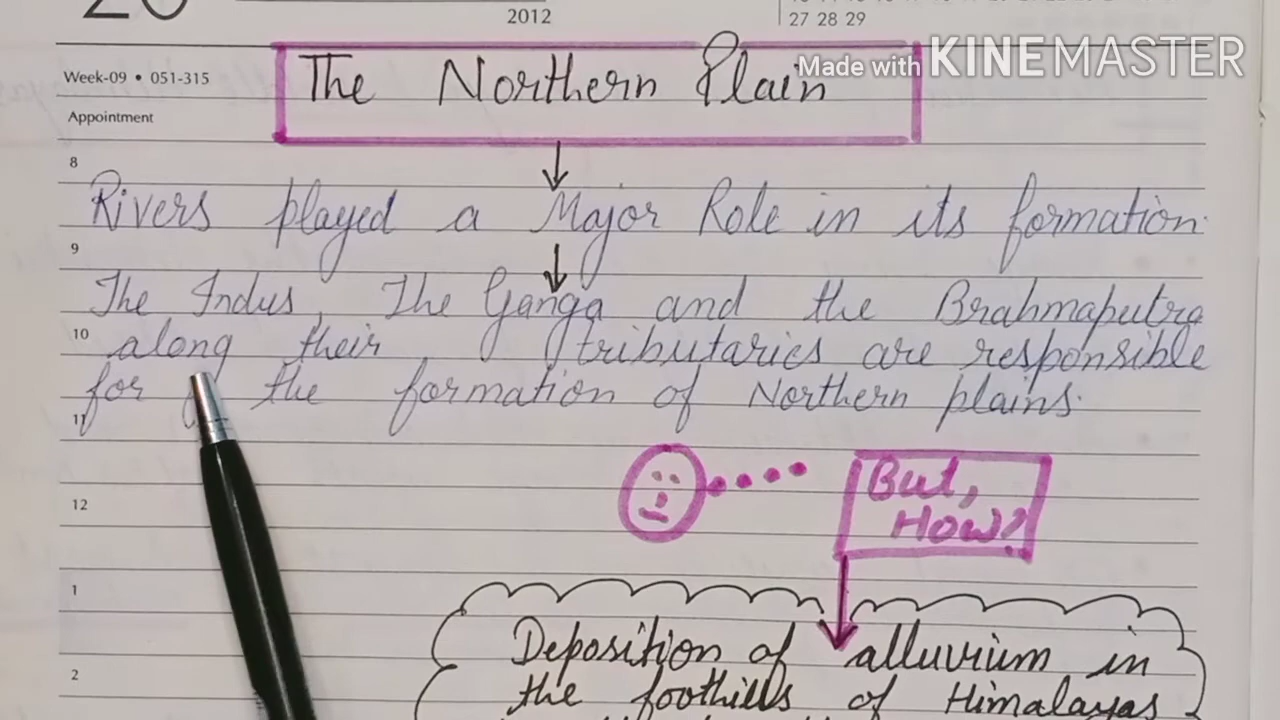 2012
27 28 29
Made with KINEMASTER
Week-09 • 051-315
The Northern Plain
Appointment
8
Rivers played a Major Role in its formation.
9
The Indus, The Ganga and the Brahmaputra
10
along their tributaries are responsible
for the formation of Northern plains.
11
But,
How?
12
1
Deposition of alluvium in
2
the foothills of Himalayas